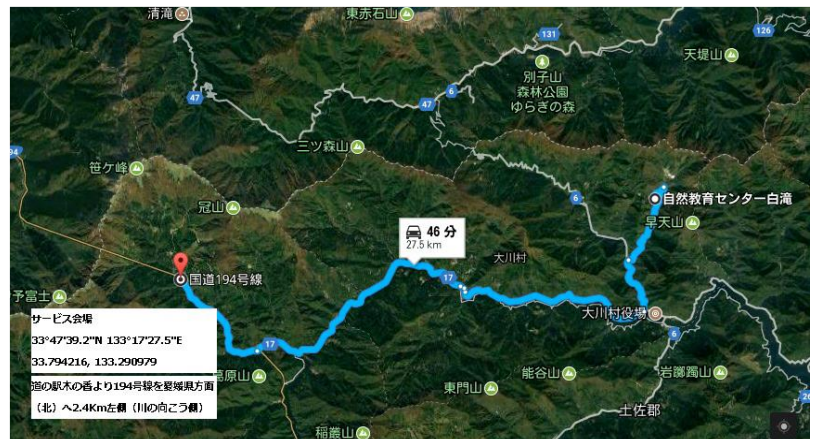 清滝
東赤石山
131
126
天堤山
別子山
森林公園
ゆらぎの森
6
47
47
三ツ森山
94
笹ケ峰
冠山
6
自然教育センター白滝
早天山
46 分
27.5 km
大川村
17
国道194号線
予富士
大川村役場
サービス会場
33°47'39.2"N 133°17'27.5"E
33.794216, 133.290979
17
6
道の駅木の香より194号線を愛媛県方面
（北）へ2.4Km左側（川の向こう側）
原山
東門山
能谷山
岩躑躅山
土佐郡
26
稲叢山